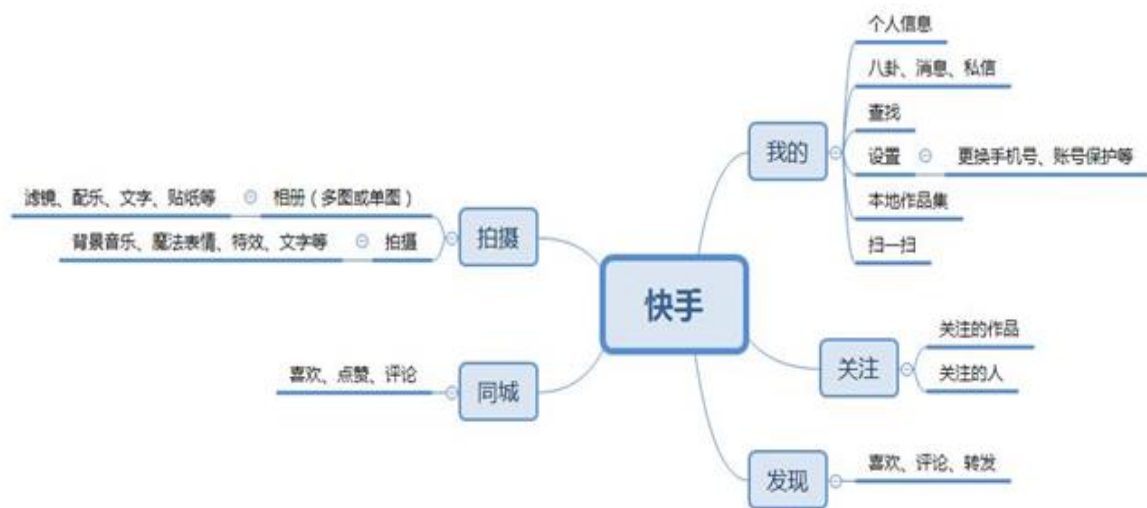 快手
我的
个人信息
八卦、消息、私信
查找
设置
更换手机号、账号保护等
本地作品集
扫一扫
关注
关注的作品
关注的人
发现
喜欢、评论、转发
拍摄
相册（多图或单图）
滤镜、配乐、文字、贴纸等
拍摄
背景音乐、魔法表情、特效、文字等
同城
喜欢、点赞、评论